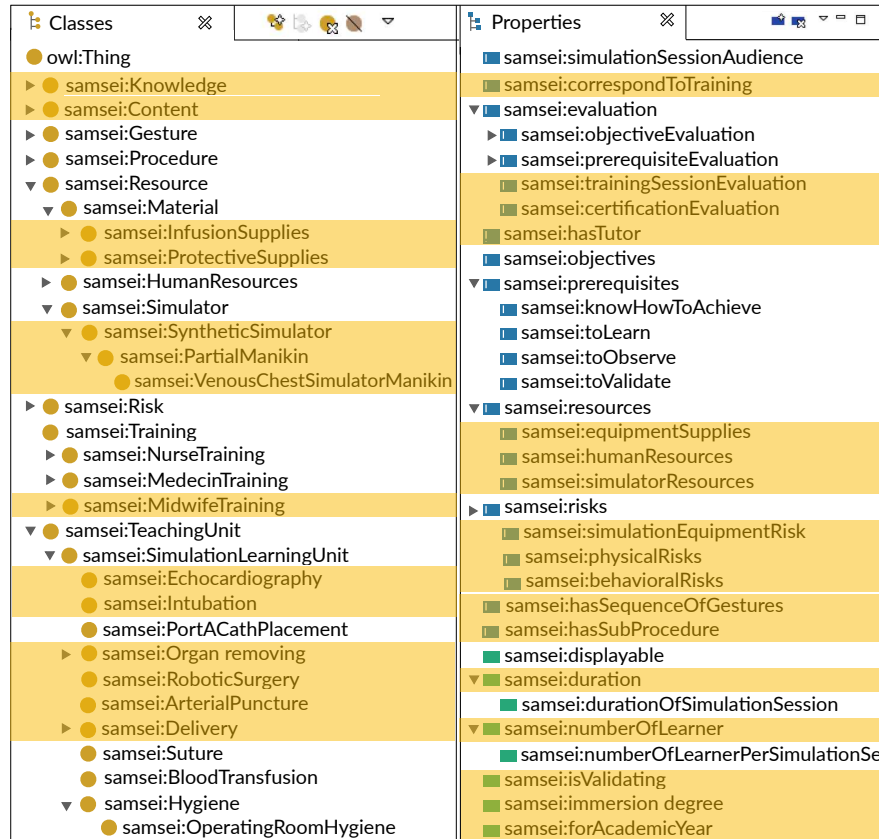 Classes
owl:Thing
samsei:Knowledge
samsei:Content
samsei:Gesture
samsei:Procedure
samsei:Resource
samsei:Material
samsei:InfusionSupplies
samsei:ProtectiveSupplies
samsei:HumanResources
samsei:Simulator
samsei:SyntheticSimulator
samsei:PartialManikin
samsei:VenousChestSimulatorManikin
samsei:Risk
samsei:Training
samsei:NurseTraining
samsei:MedecinTraining
samsei:MidwifeTraining
samsei:TeachingUnit
samsei:SimulationLearningUnit
samsei:Echocardiography
samsei:Intubation
samsei:PortACathPlacement
samsei:Organ removing
samsei:RoboticSurgery
samsei:ArterialPuncture
samsei:Delivery
samsei:Suture
samsei:BloodTransfusion
samsei:Hygiene
samsei:OperatingRoomHygiene
Properties
samsei:simulationSessionAudience
samsei:correspondToTraining
samsei:evaluation
samsei:objectiveEvaluation
samsei:prerequisiteEvaluation
samsei:trainingSessionEvaluation
samsei:certificationEvaluation
samsei:hasTutor
samsei:objectives
samsei:prerequisites
samsei:knowHowToAchieve
samsei:toLearn
samsei:toObserve
samsei:toValidate
samsei:resources
samsei:equipmentSupplies
samsei:humanResources
samsei:simulatorResources
samsei:risks
samsei:simulationEquipmentRisk
samsei:physicalRisks
samsei:behavioralRisks
samsei:hasSequenceOfGestures
samsei:hasSubProcedure
samsei:displayable
samsei:duration
samsei:durationOfSimulationSession
samsei:numberOfLearner
samsei:numberOfLearnerPerSimulationSe
samsei:isValidating
samsei:immersion degree
samsei:forAcademicYear